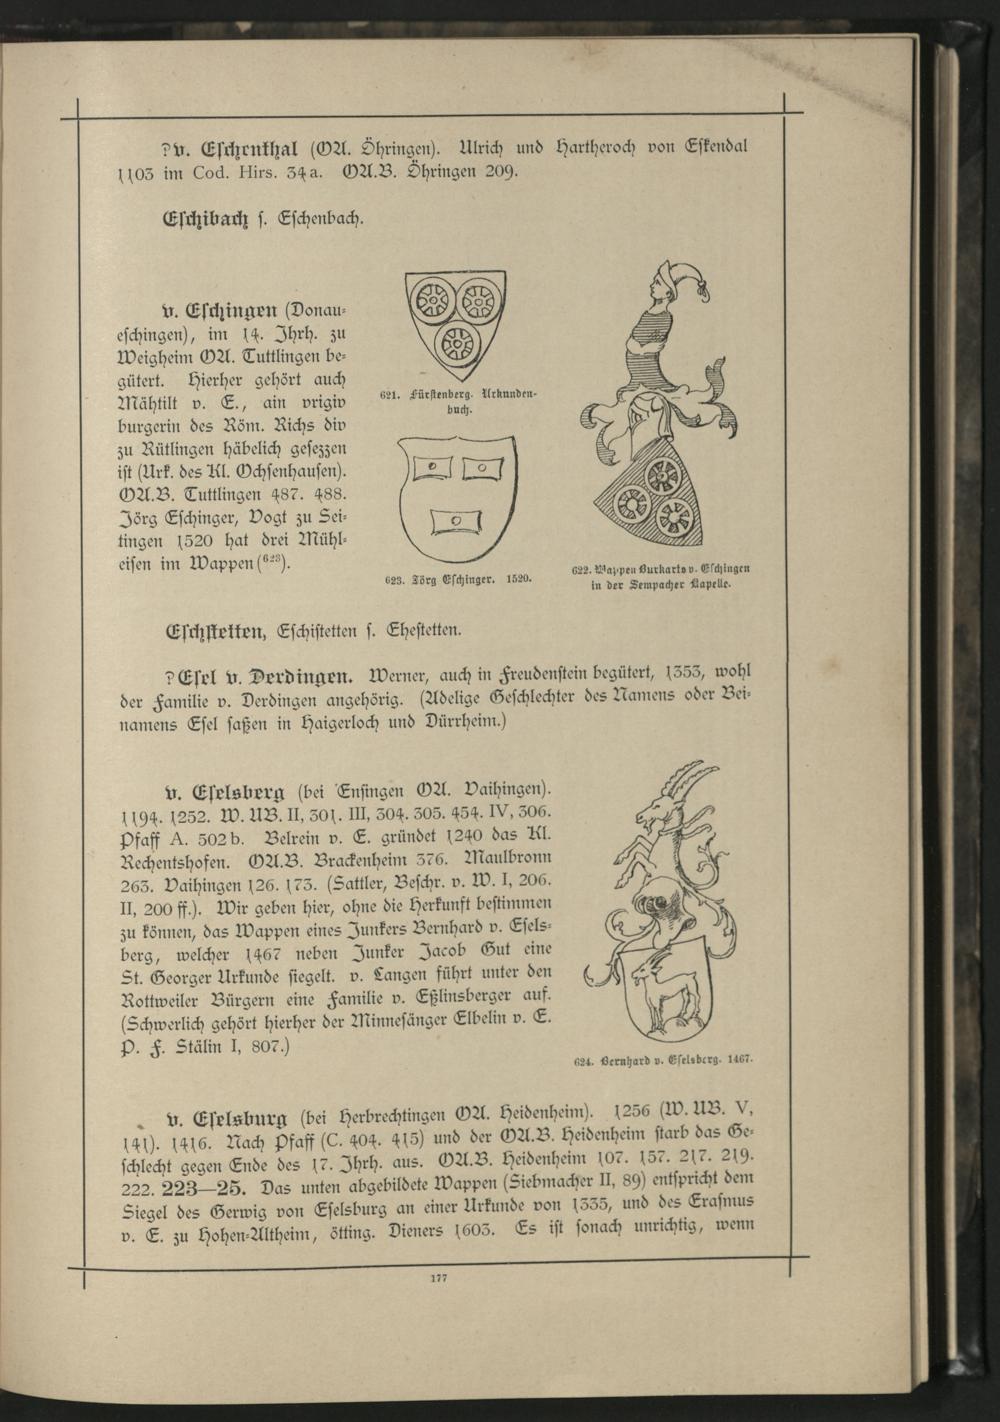 ? v. Eschenthal (OA. Öhringen). Ulrich und Hartheroch von Eskendal
1103 im Cod. Hirs. 34 a. OA.B. Öhringen 209.
Eschibach s. Eschenbach.
v. Eschingen (Donau-
eschingen), im 14. Jhrh. zu
Weigheim OA. Tuttlingen be-
gütert. Hierher gehört auch
Mähtilt v. E., ain vrigiv
burgerin des Röm. Richs div
zu Rütlingen häbelich gesezzen
ist (Urk. des Kl. Ochsenhausen).
OA.B. Tuttlingen 487. 488.
Jörg Eschinger, Vogt zu Sei-
tingen 1520 hat drei Mühl-
eisen im Wappen (623).
621. Fürstenberg. Urkunden-
buch.
623. Jörg Eschinger. 1520.
622. Wappen Burkarts v. Eschingen
in der Sempacher Kapelle.
Eschstetten, Eschistetten s. Ehestetten.
? Esel v. Derdingen. Werner, auch in Freudenstein begütert, 1353, wohl
der Familie v. Derdingen angehörig. (Adelige Geschlechter des Namens oder Bei-
namens Esel saßen in Haigerloch und Dürrheim.)
v. Eselsberg (bei Ensingen OA. Vaihingen).
1194. 1252. W. UB. II, 301. III, 304. 305. 454. IV, 306.
Pfaff A. 502 b. Belrein v. E. gründet 1240 das Kl.
Rechentshofen. OA.B. Brackenheim 376. Maulbronn
263. Vaihingen 126. 173. (Sattler, Beschr. v. W. I, 206.
II, 200 ff.). Wir geben hier, ohne die Herkunft bestimmen
zu können, das Wappen eines Junkers Bernhard v. Esels-
berg, welcher 1467 neben Junker Jacob Gut eine
St. Georger Urkunde siegelt. v. Langen führt unter den
Rottweiler Bürgern eine Familie v. Eßlinsberger auf.
(Schwerlich gehört hierher der Minnesänger Elbelin v. E.
P. F. Stälin I, 807.)
624. Bernhard v. Eselsberg. 1467.
v. Eselsburg (bei Herbrechtingen OA. Heidenheim). 1256 (W. UB. V,
141). 1416. Nach Pfaff (C. 404. 415) und der OA.B. Heidenheim starb das Ge-
schlecht gegen Ende des 17. Jhrh. aus. OA.B. Heidenheim 107. 157. 217. 219.
222. 223—25. Das unten abgebildete Wappen (Siebmacher II, 89) entspricht dem
Siegel des Gerwig von Eselsburg an einer Urkunde von 1335, und des Erasmus
v. E. zu Hohen-Altheim, ötting. Dieners 1603. Es ist sonach unrichtig, wenn
177